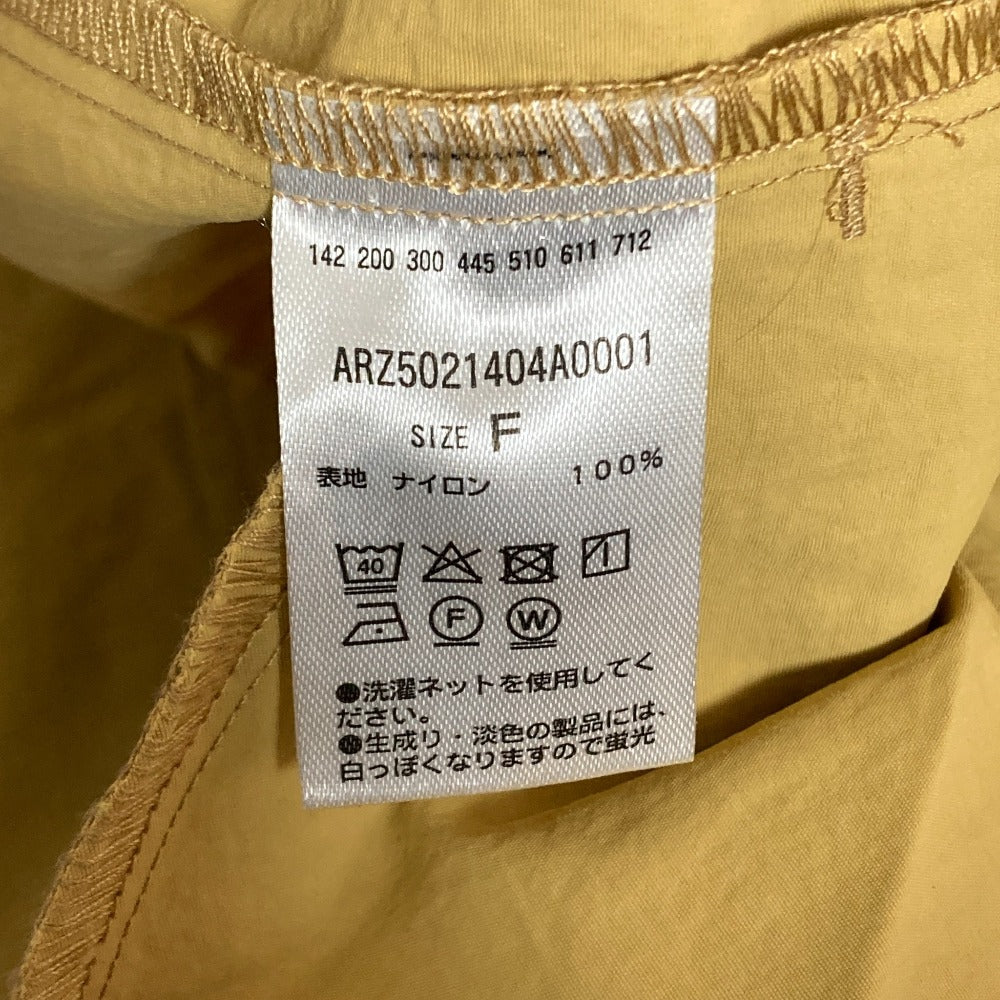 142 200 300 445 510 611 712
ARZ5021404A0001
SIZE F
表地 ナイロン 100%
40
F W
●洗濯ネットを使用してく
ださい。
●生成り・淡色の製品には、
白っぽくなりますので蛍光